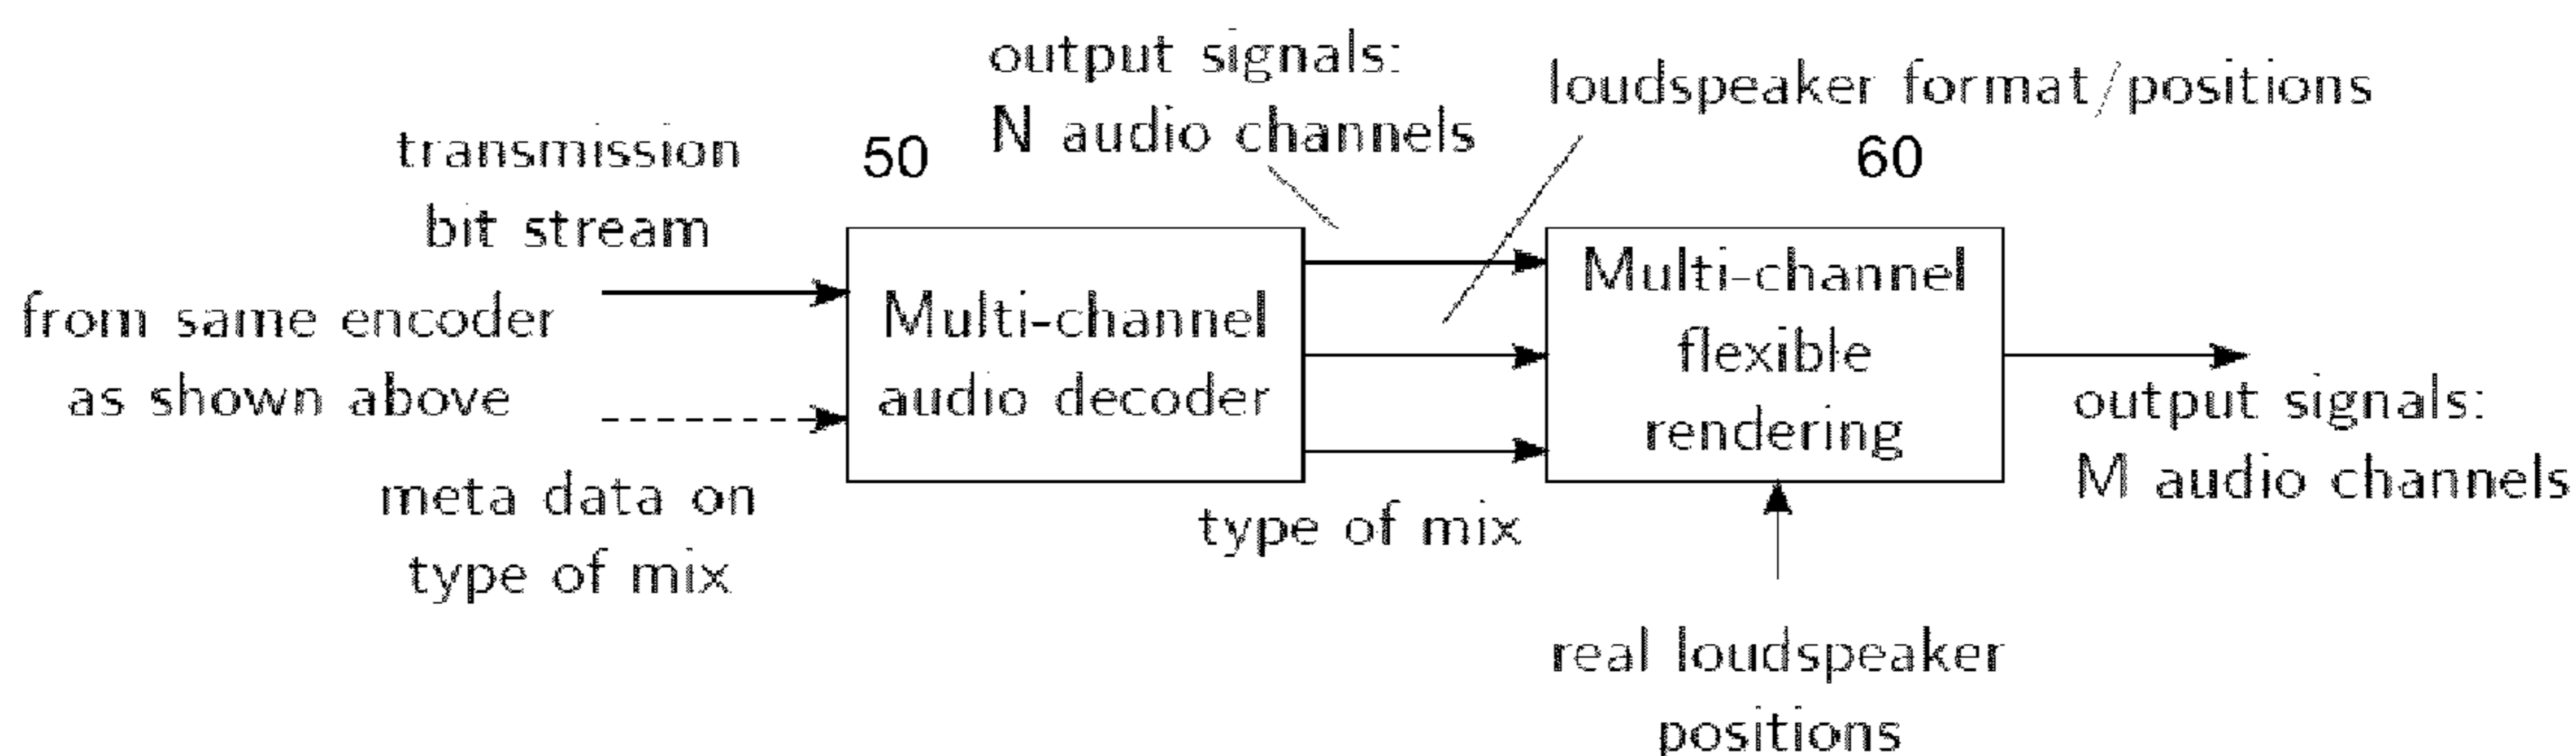 transmission
bit stream
from same encoder
as shown above
meta data on
type of mix
50
Multi-channel
audio decoder
output signals:
N audio channels
loudspeaker format/positions
type of mix
60
Multi-channel
flexible
rendering
real loudspeaker
positions
output signals:
M audio channels